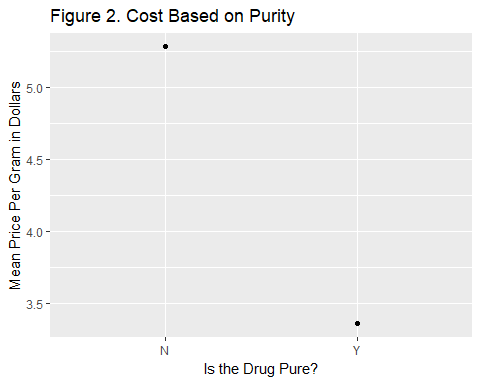 Figure 2. Cost Based on Purity
Mean Price Per Gram in Dollars
5.0
4.5
4.0
3.5
N
Y
Is the Drug Pure?